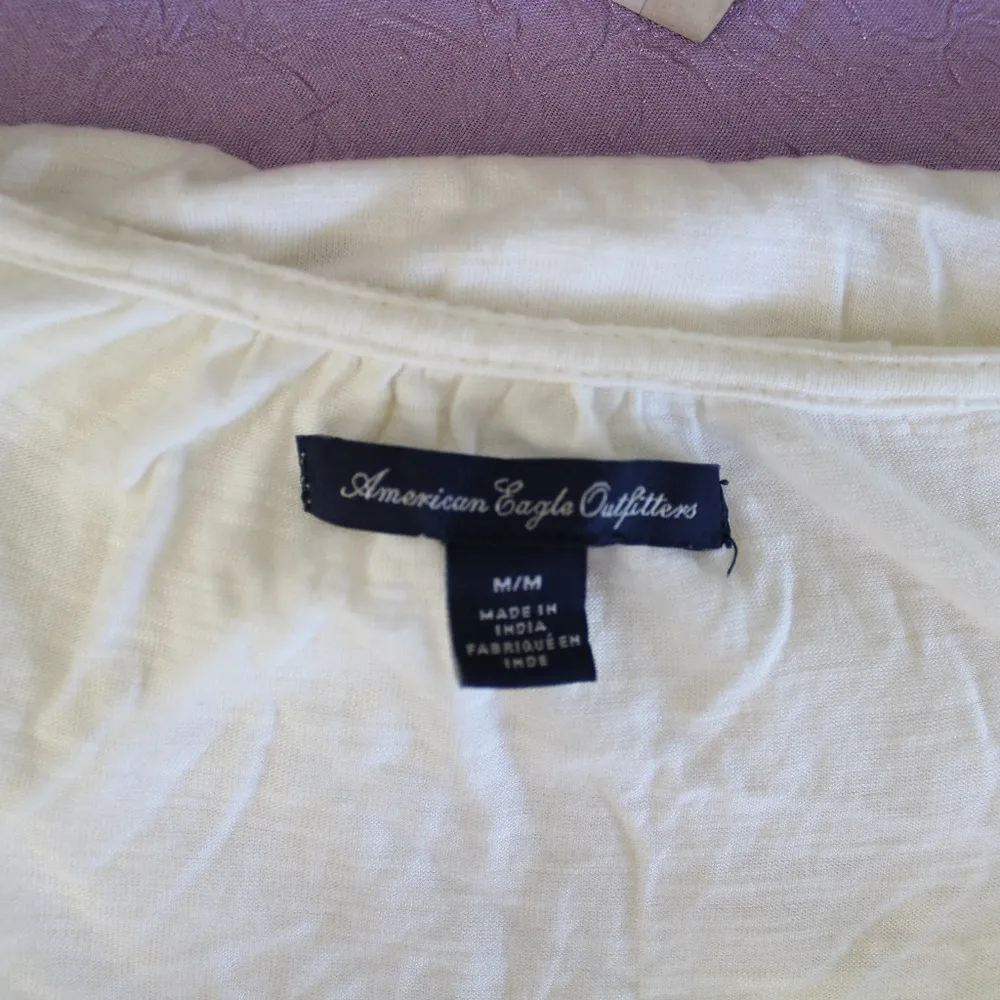 American Eagle Outfitters
M/M
MADE IN
INDIA
FABRIQUÉ EN
INDE